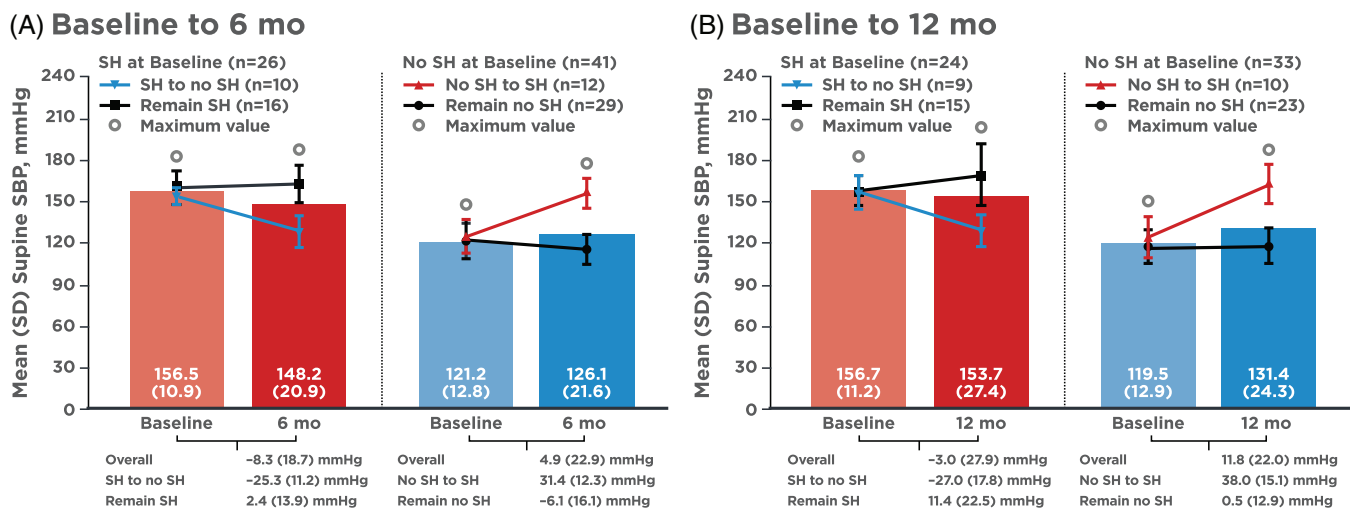 (A) Baseline to 6 mo
SH at Baseline (n=26)
SH to no SH (n=10)
Remain SH (n=16)
Maximum value
No SH at Baseline (n=41)
No SH to SH (n=12)
Remain no SH (n=29)
Maximum value
Mean (SD) Supine SBP, mmHg
240
210
180
150
120
90
60
30
0
156.5
(10.9)
148.2
(20.9)
121.2
(12.8)
126.1
(21.6)
Baseline
6 mo
Baseline
6 mo
Overall −8.3 (18.7) mmHg
SH to no SH −25.3 (11.2) mmHg
Remain SH 2.4 (13.9) mmHg
Overall 4.9 (22.9) mmHg
No SH to SH 31.4 (12.3) mmHg
Remain no SH −6.1 (16.1) mmHg
(B) Baseline to 12 mo
SH at Baseline (n=24)
SH to no SH (n=9)
Remain SH (n=15)
Maximum value
No SH at Baseline (n=33)
No SH to SH (n=10)
Remain no SH (n=23)
Maximum value
Mean (SD) Supine SBP, mmHg
240
210
180
150
120
90
60
30
0
156.7
(11.2)
153.7
(27.4)
119.5
(12.9)
131.4
(24.3)
Baseline
12 mo
Baseline
12 mo
Overall −3.0 (27.9) mmHg
SH to no SH −27.0 (17.8) mmHg
Remain SH 11.4 (22.5) mmHg
Overall 11.8 (22.0) mmHg
No SH to SH 38.0 (15.1) mmHg
Remain no SH 0.5 (12.9) mmHg